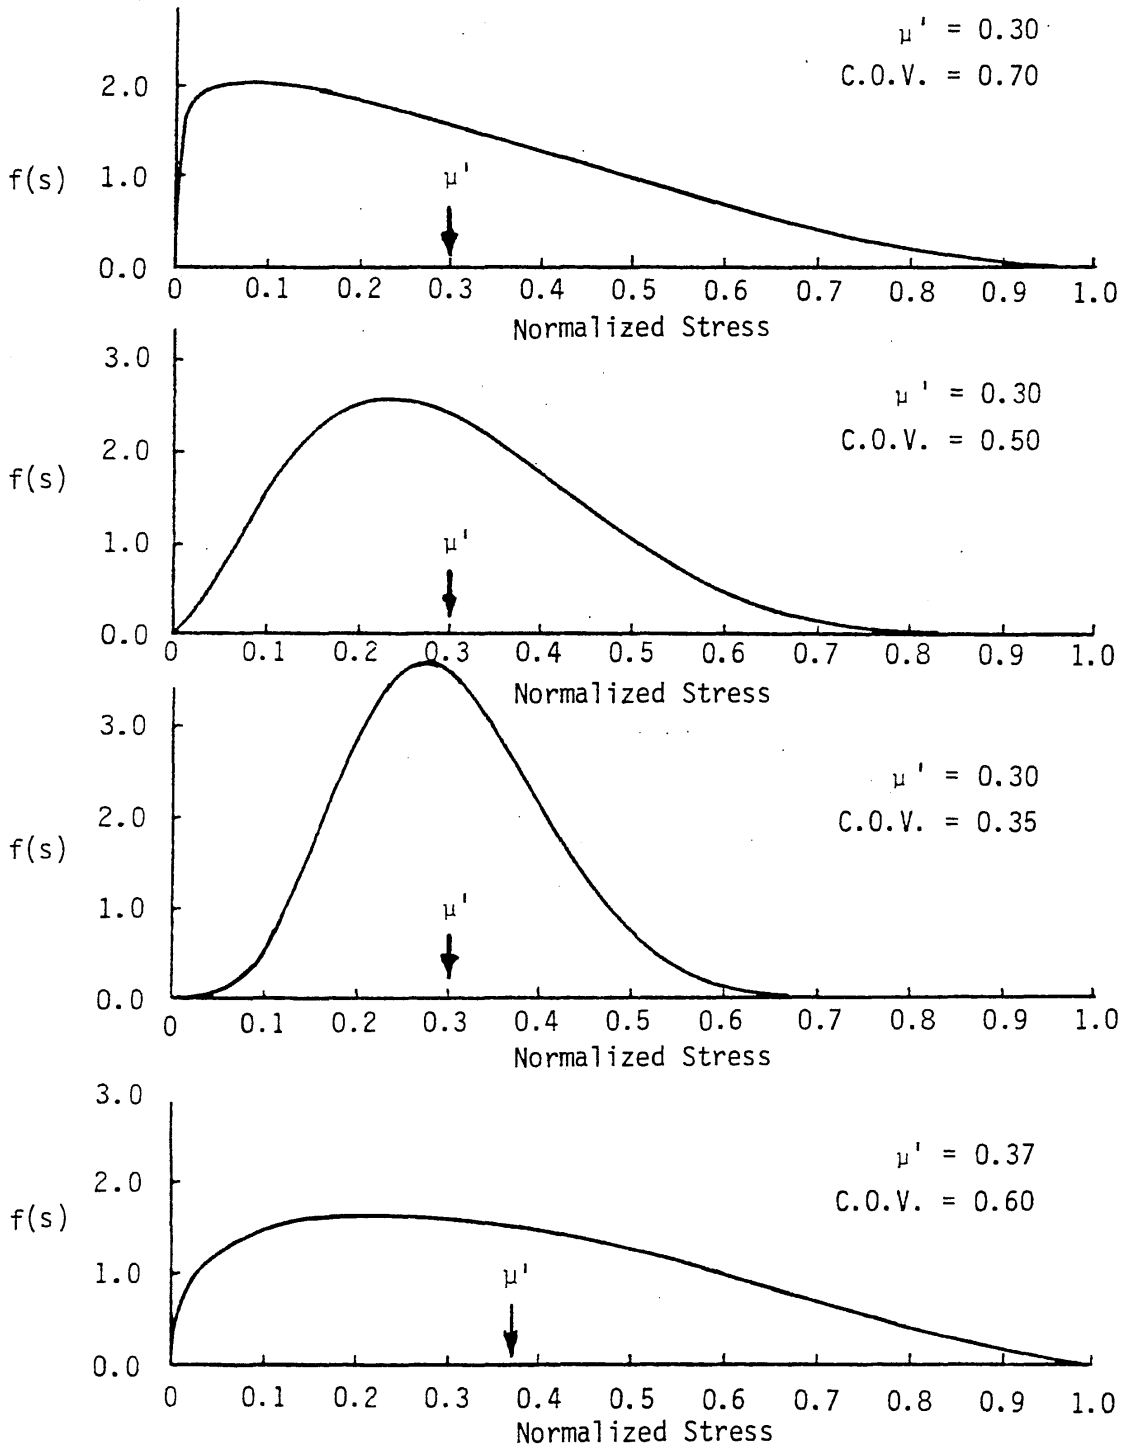 μ' = 0.30
C.O.V. = 0.70
2.0
f(s) 1.0
μ'
0.0
0 0.1 0.2 0.3 0.4 0.5 0.6 0.7 0.8 0.9 1.0
Normalized Stress
3.0
μ' = 0.30
C.O.V. = 0.50
2.0
f(s)
1.0
μ'
0.0
0 0.1 0.2 0.3 0.4 0.5 0.6 0.7 0.8 0.9 1.0
Normalized Stress
3.0
μ' = 0.30
C.O.V. = 0.35
2.0
f(s)
1.0
μ'
0.0
0 0.1 0.2 0.3 0.4 0.5 0.6 0.7 0.8 0.9 1.0
Normalized Stress
3.0
μ' = 0.37
C.O.V. = 0.60
2.0
f(s)
1.0
μ'
0.0
0 0.1 0.2 0.3 0.4 0.5 0.6 0.7 0.8 0.9 1.0
Normalized Stress